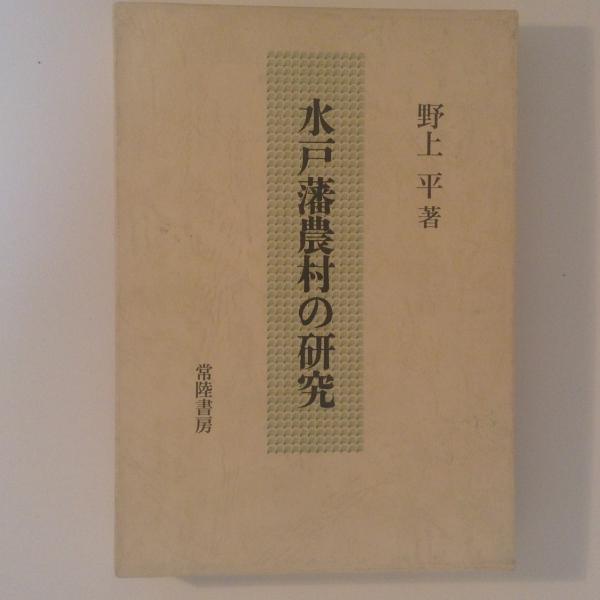 野上 平 著
水戸藩農村の研究
常陸書房